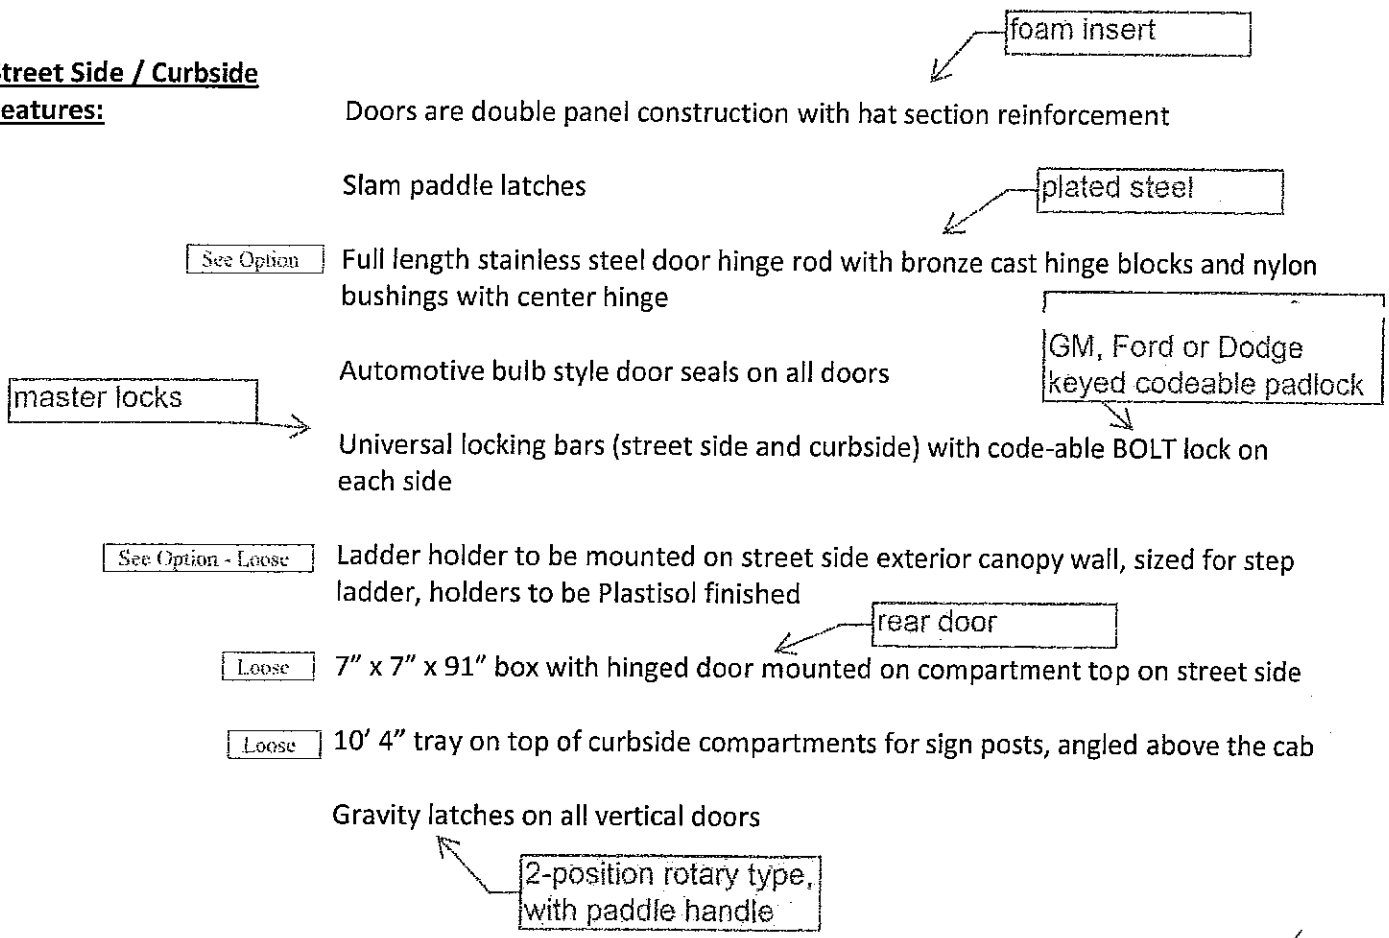 foam insert
Street Side / Curbside
eatures:
Doors are double panel construction with hat section reinforcement
Slam paddle latches
plated steel
See Option
Full length stainless steel door hinge rod with bronze cast hinge blocks and nylon
bushings with center hinge
GM, Ford or Dodge
keyed codeable padlock
Automotive bulb style door seals on all doors
master locks
Universal locking bars (street side and curbside) with code-able BOLT lock on
each side
See Option - Loose
Ladder holder to be mounted on street side exterior canopy wall, sized for step
ladder, holders to be Plastisol finished
rear door
Loose
7" x 7" x 91" box with hinged door mounted on compartment top on street side
Loose
10' 4" tray on top of curbside compartments for sign posts, angled above the cab
Gravity latches on all vertical doors
2-position rotary type,
with paddle handle